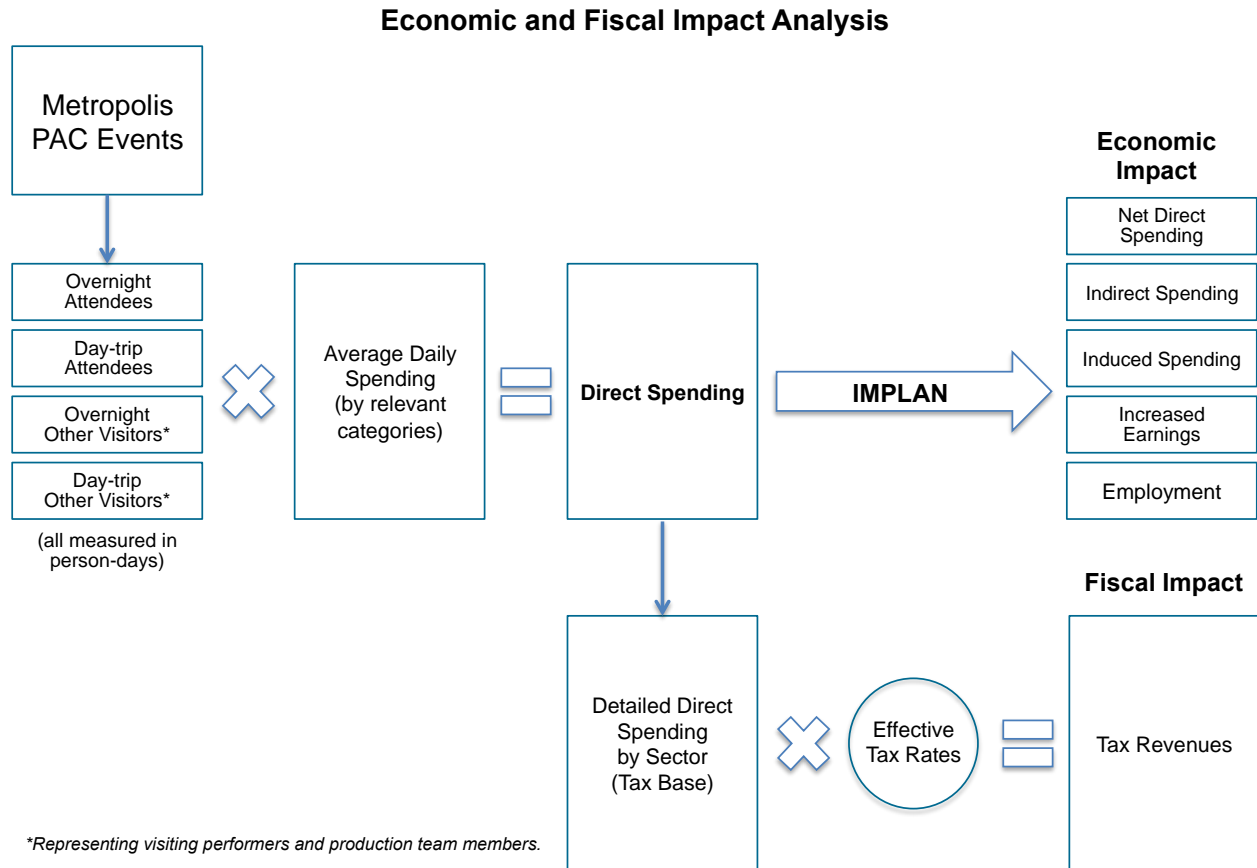 Economic and Fiscal Impact Analysis
Metropolis
PAC Events
Overnight
Attendees
Day-trip
Attendees
Overnight
Other Visitors*
Day-trip
Other Visitors*
(all measured in
person-days)
Average Daily
Spending
(by relevant
categories)
Direct Spending
IMPLAN
Economic
Impact
Net Direct
Spending
Indirect Spending
Induced Spending
Increased
Earnings
Employment
Detailed Direct
Spending
by Sector
(Tax Base)
Effective
Tax Rates
Fiscal Impact
Tax Revenues
*Representing visiting performers and production team members.